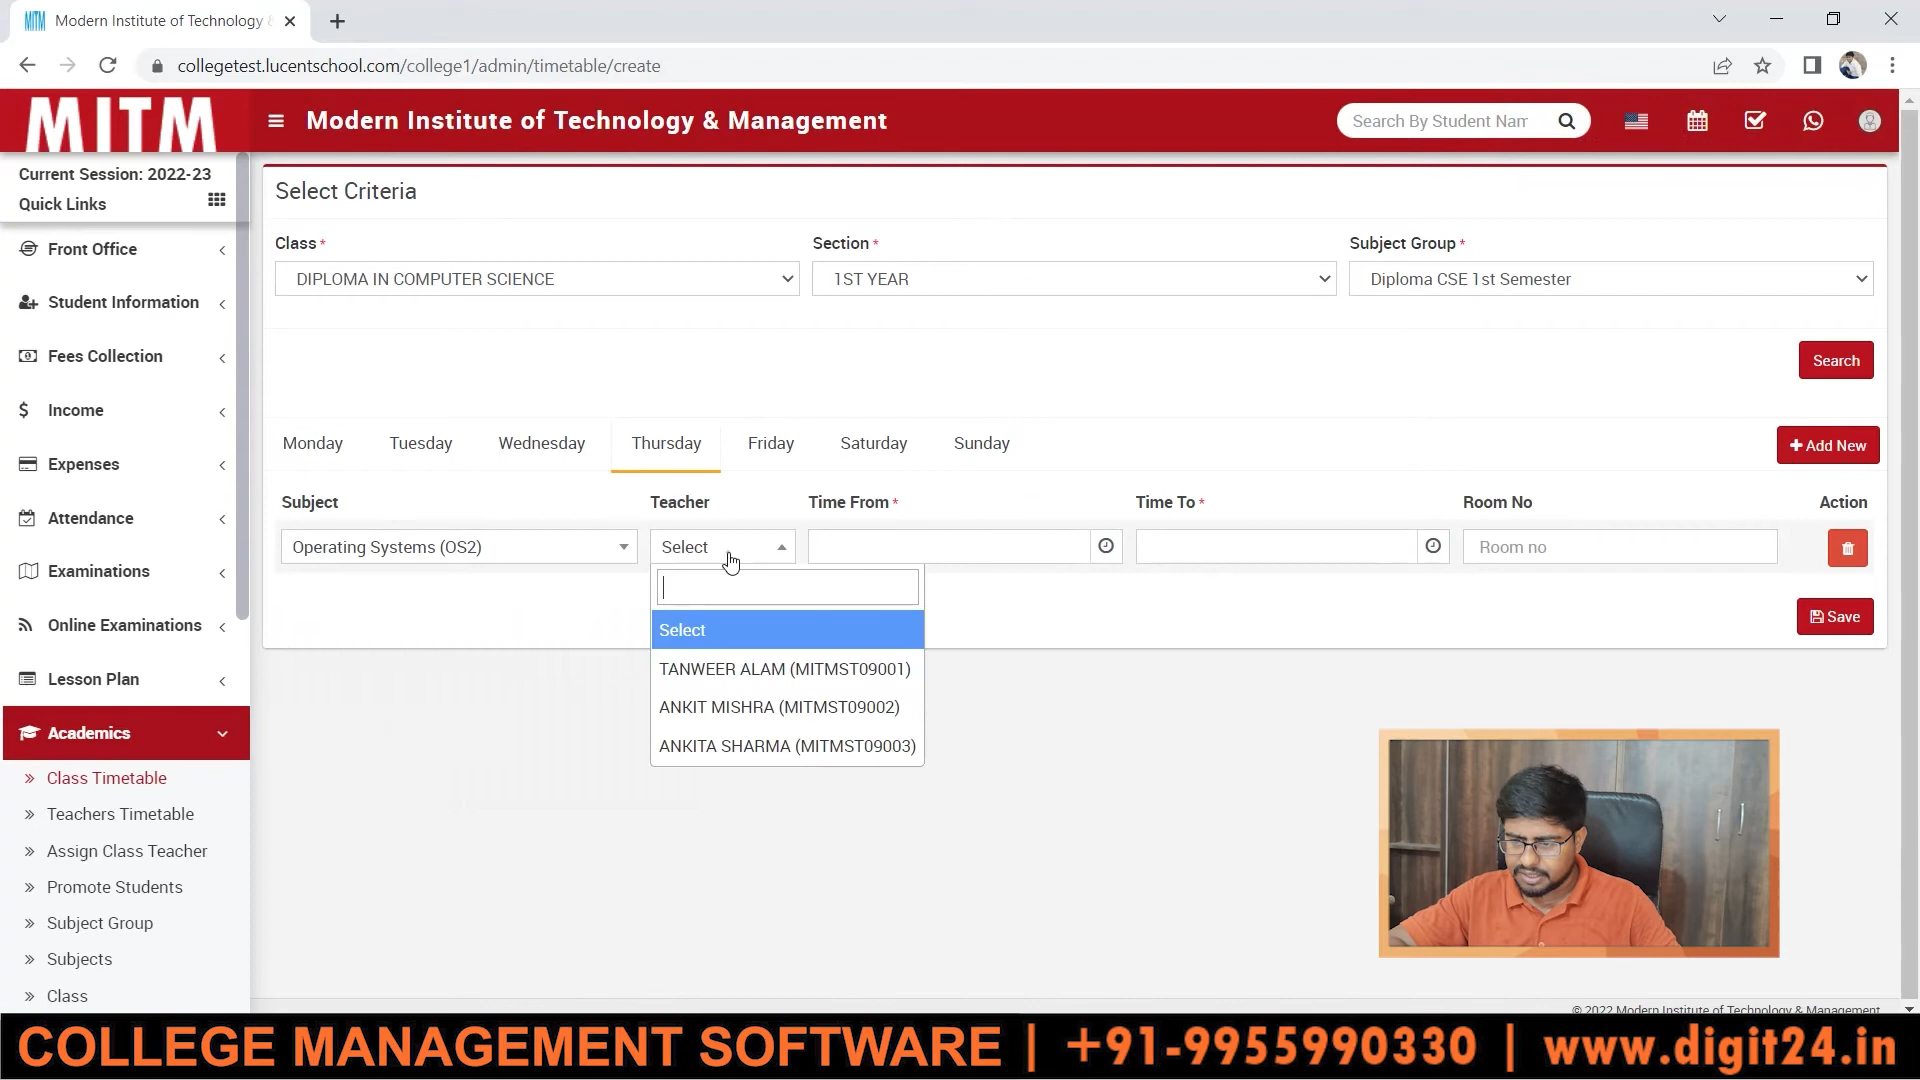 MITM
Modern Institute of Technology &
collegetest.lucentschool.com/college1/admin/timetable/create
MITM
Modern Institute of Technology & Management
Search By Student Nam
Current Session: 2022-23
Quick Links
Front Office
Student Information
Fees Collection
Income
Expenses
Attendance
Examinations
Online Examinations
Lesson Plan
Academics
Class Timetable
Teachers Timetable
Assign Class Teacher
Promote Students
Subject Group
Subjects
Class
Select Criteria
Class * Section * Subject Group *
DIPLOMA IN COMPUTER SCIENCE 1ST YEAR Diploma CSE 1st Semester
Search
Monday Tuesday Wednesday Thursday Friday Saturday Sunday
+ Add New
Subject Teacher Time From * Time To * Room No Action
Operating Systems (OS2) Select Room no
Select
TANWEER ALAM (MITMST09001)
ANKIT MISHRA (MITMST09002)
ANKITA SHARMA (MITMST09003)
Save
© 2022 Modern Institute of Technology & Management
COLLEGE MANAGEMENT SOFTWARE | +91-9955990330 | www.digit24.in